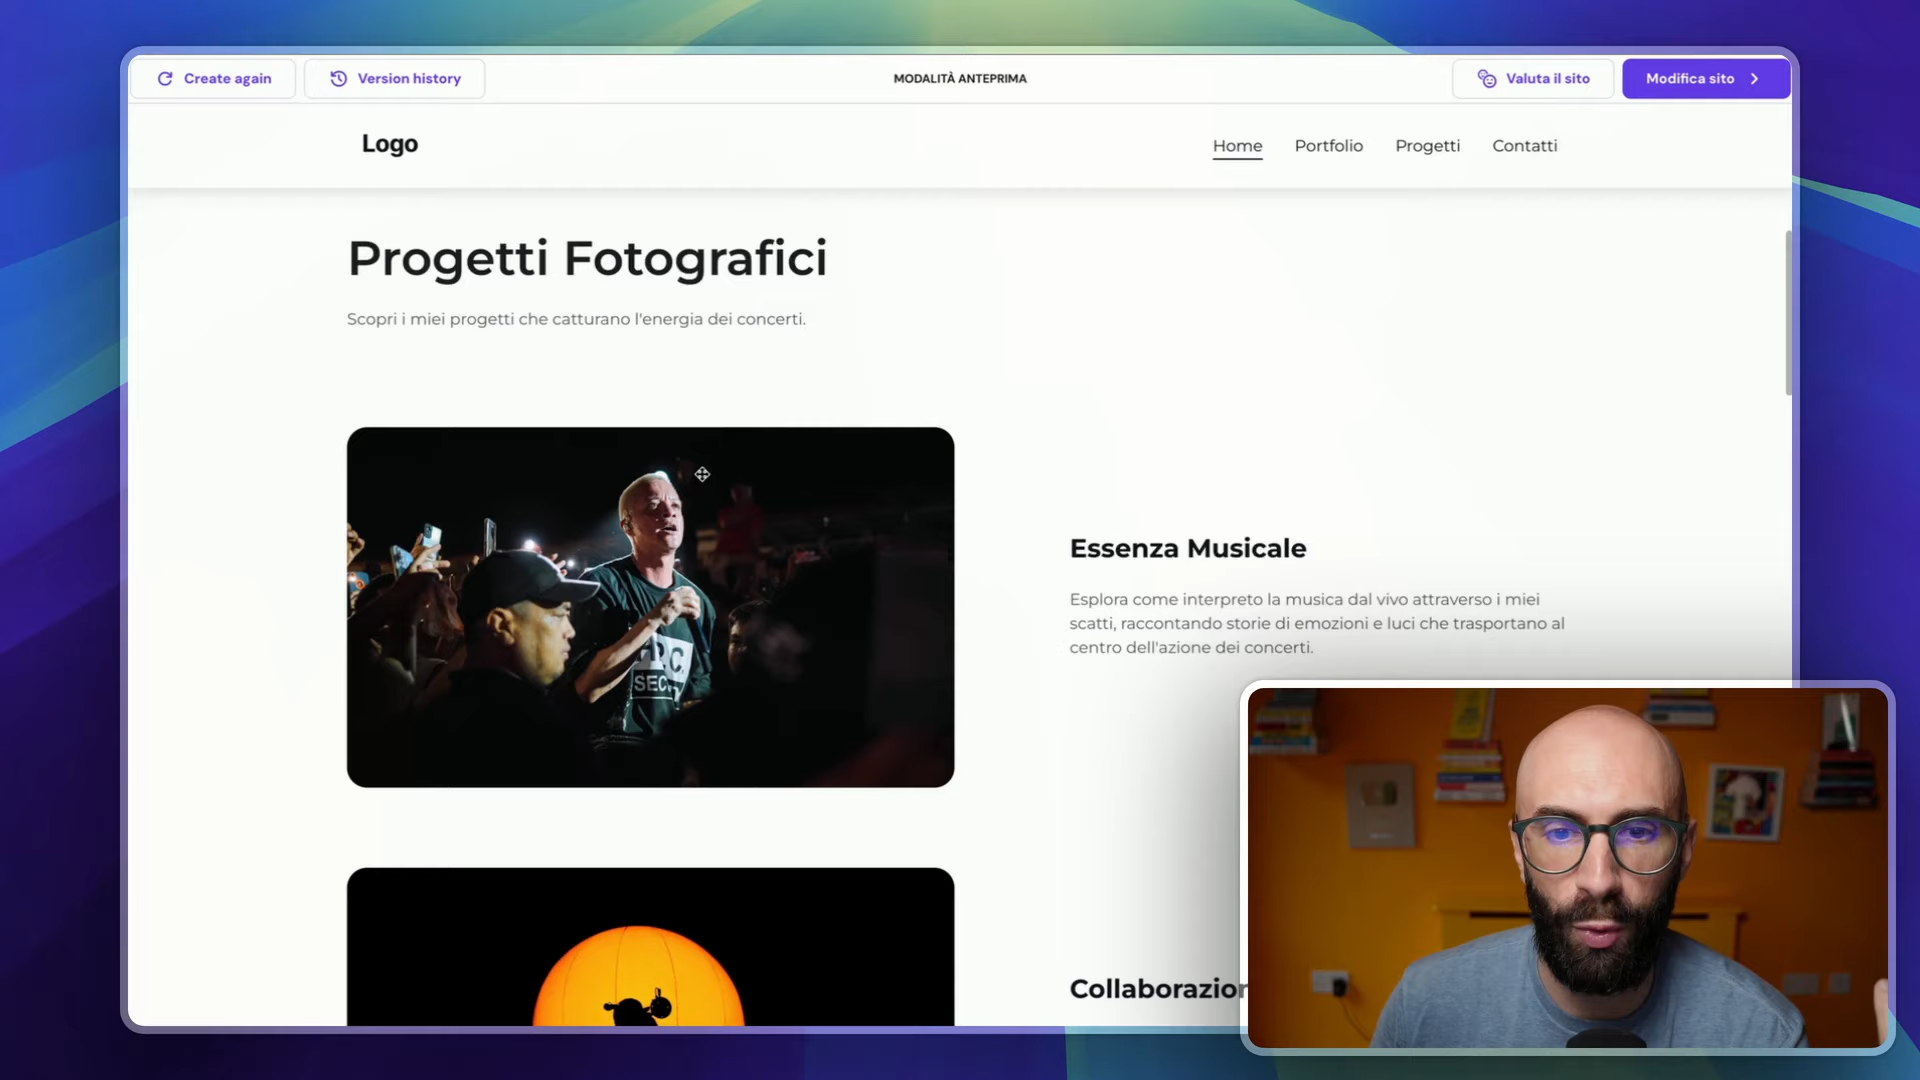 Create again
Version history
MODALITÀ ANTEPRIMA
Valuta il sito
Modifica sito
Logo
Home
Portfolio
Progetti
Contatti
Progetti Fotografici
Scopri i miei progetti che catturano l'energia dei concerti.
Essenza Musicale
Esplora come interpreto la musica dal vivo attraverso i miei
scatti, raccontando storie di emozioni e luci che trasportano al
centro dell'azione dei concerti.